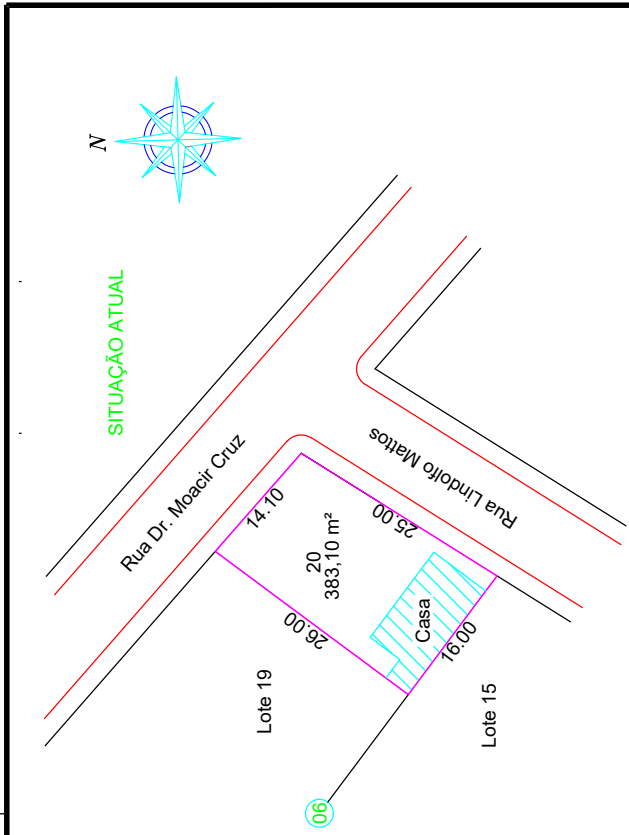 N
SITUAÇÃO ATUAL
Rua Dr. Moacir Cruz
14.10
Rua Lindolfo Mattos
25.00
20
383,10 m²
26.00
Casa
16.00
Lote 19
Lote 15
06